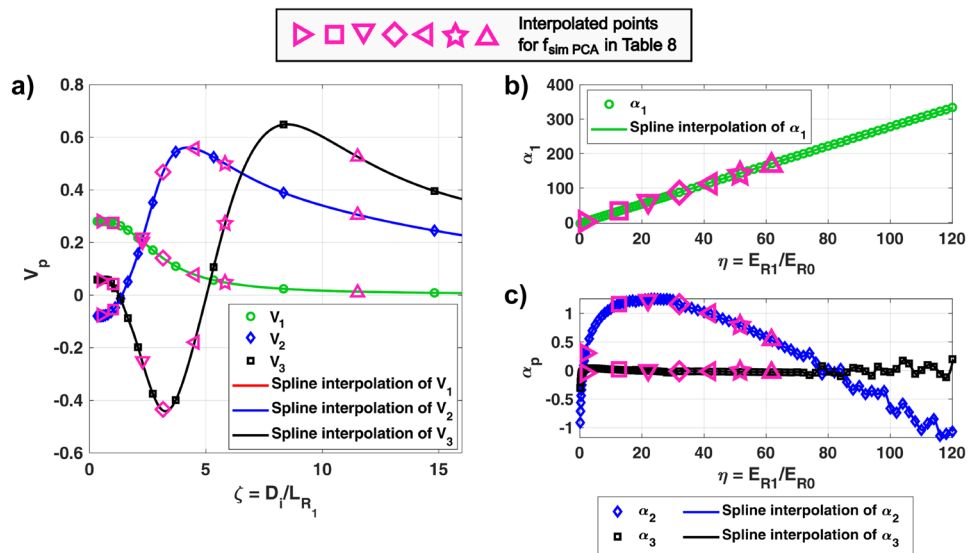 Interpolated points
for f_sim PCA in Table 8
a)
0.8
0.6
0.4
0.2
0
-0.2
-0.4
-0.6
V_p
0
5
10
15
ζ = D_i/L_R_1
V_1
V_2
V_3
Spline interpolation of V_1
Spline interpolation of V_2
Spline interpolation of V_3
b)
400
300
200
100
0
α_1
α_1
Spline interpolation of α_1
0
20
40
60
80
100
120
η = E_R1/E_R0
c)
1
0.5
0
-0.5
-1
α_p
0
20
40
60
80
100
120
η = E_R1/E_R0
α_2
Spline interpolation of α_2
α_3
Spline interpolation of α_3